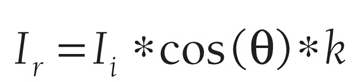 I_r = I_i * cos(θ) * k